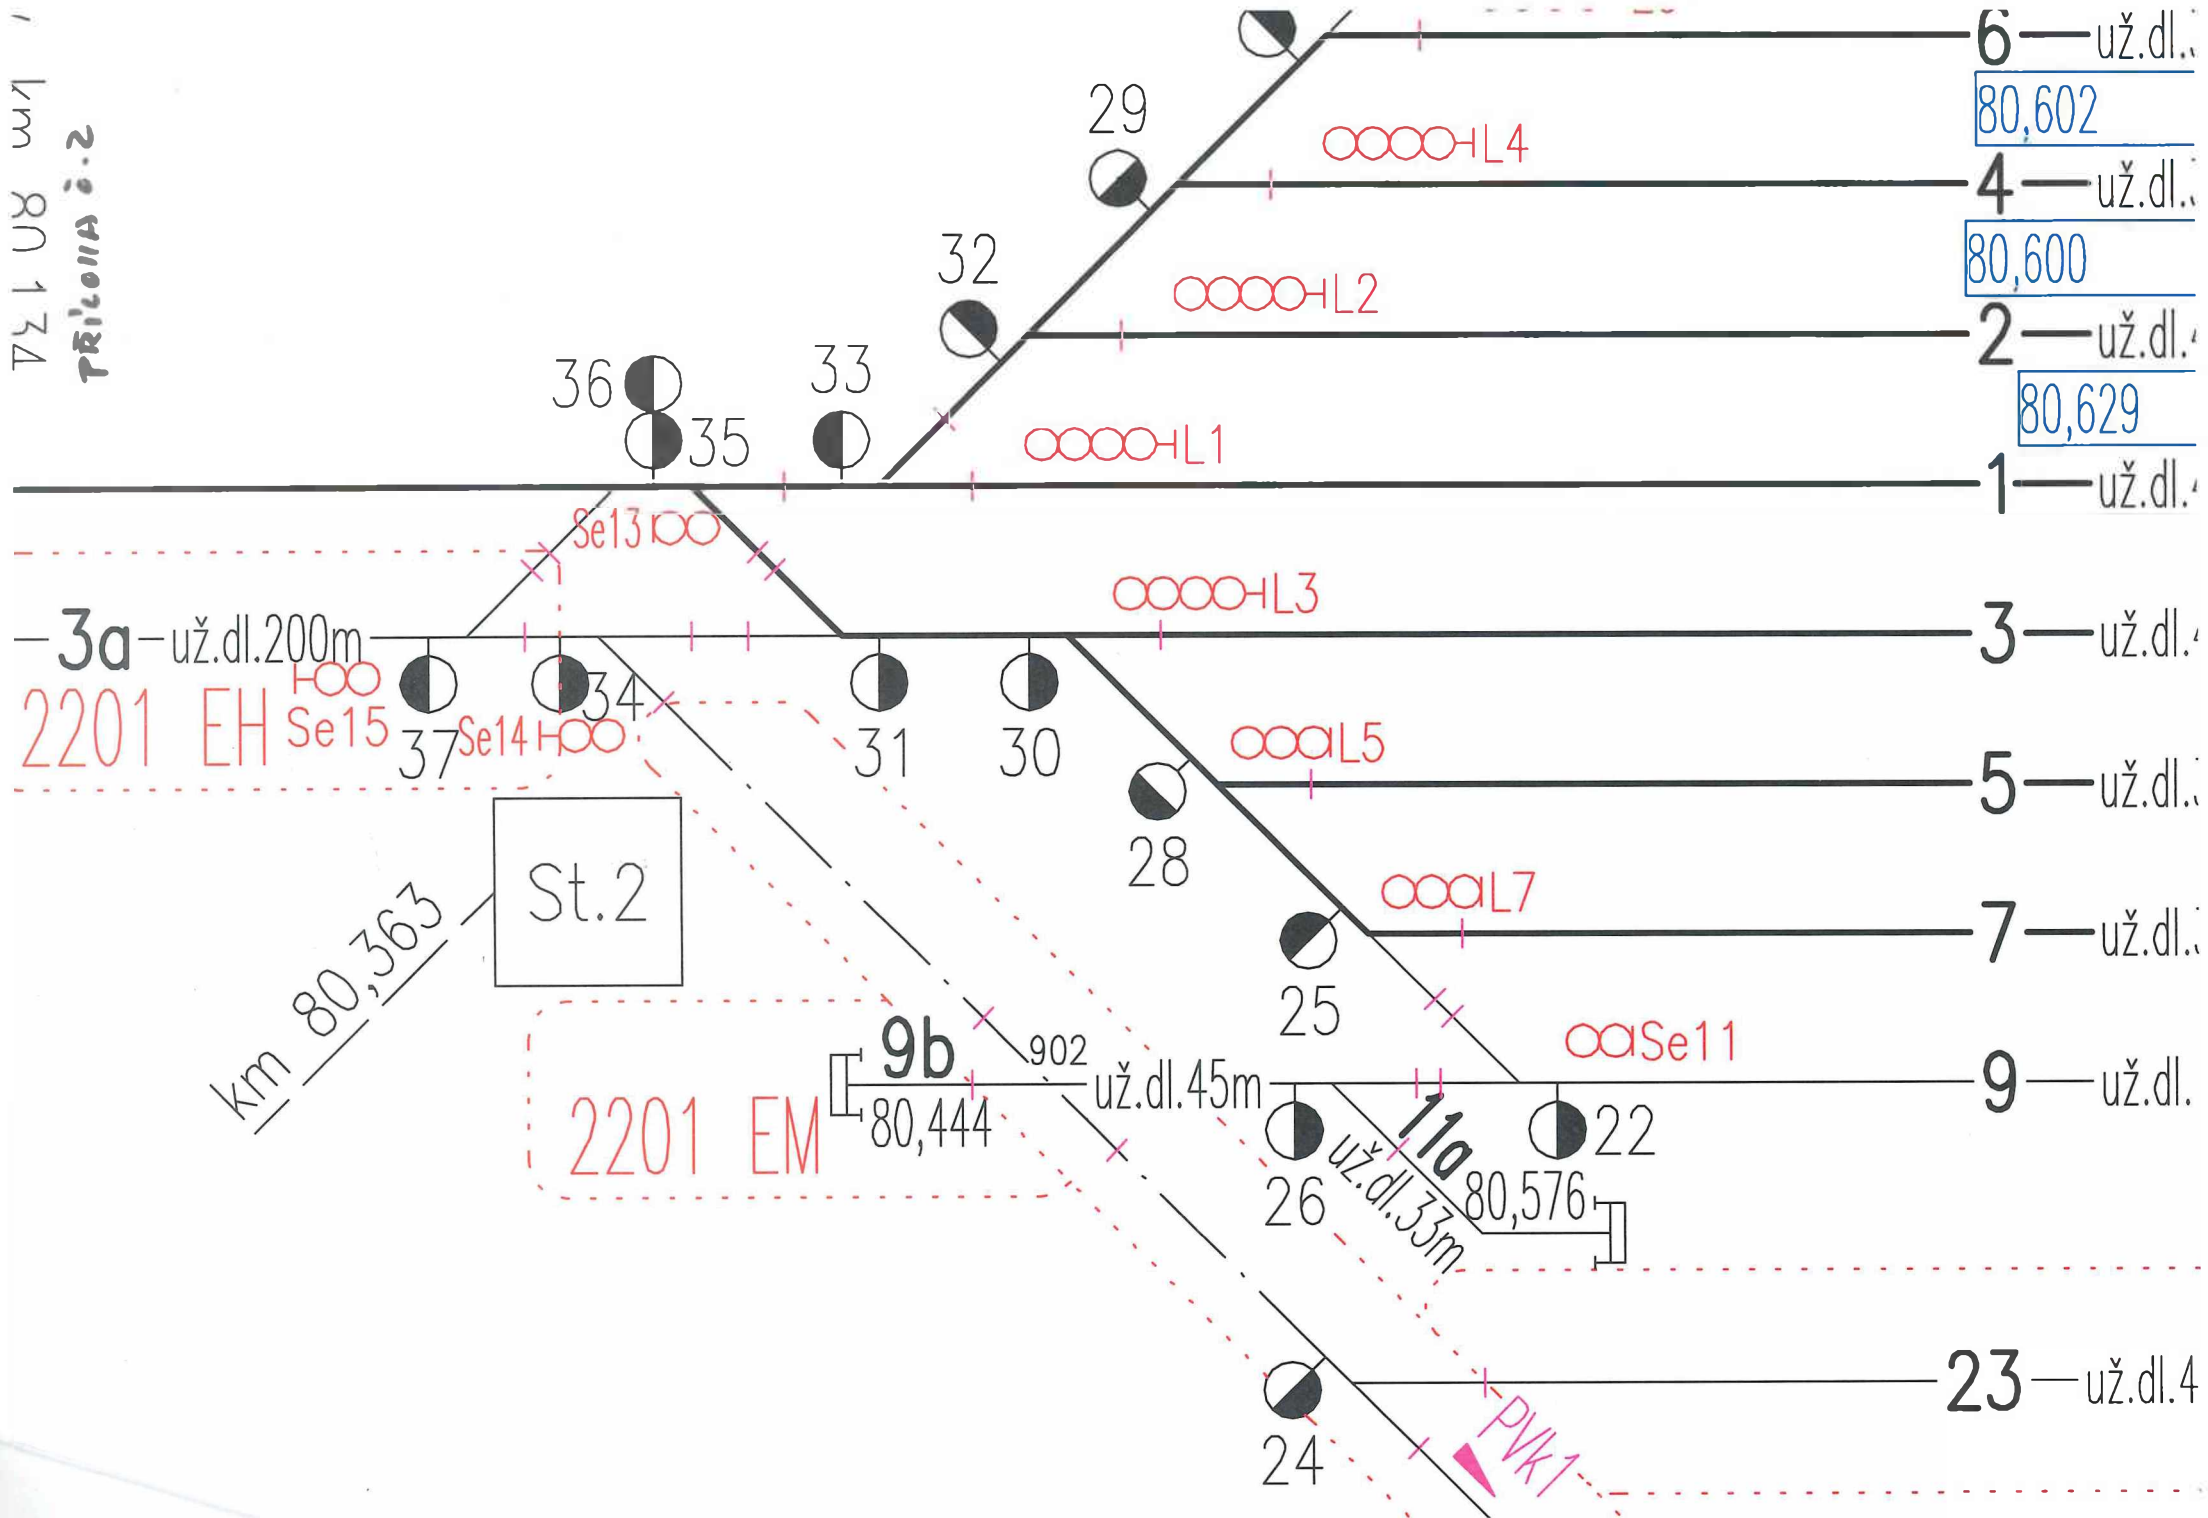 km 80 134
PŘÍLOHA č.2
6 už.dl.
80,602
29
L4
4 už.dl.
80,600
32
L2
2 už.dl.
80,629
36
35
33
L1
1 už.dl.
Se13
L3
3a už.dl.200m
3 už.dl.
2201 EH
Se15
37
Se14
34
31
30
L5
5 už.dl.
28
St.2
km 80,363
L7
7 už.dl.
25
Se11
9b
902
už.dl.45m
80,444
9 už.dl.
2201 EM
11a
už.dl.33m
22
26
80,576
23 už.dl.4
24
PVk1